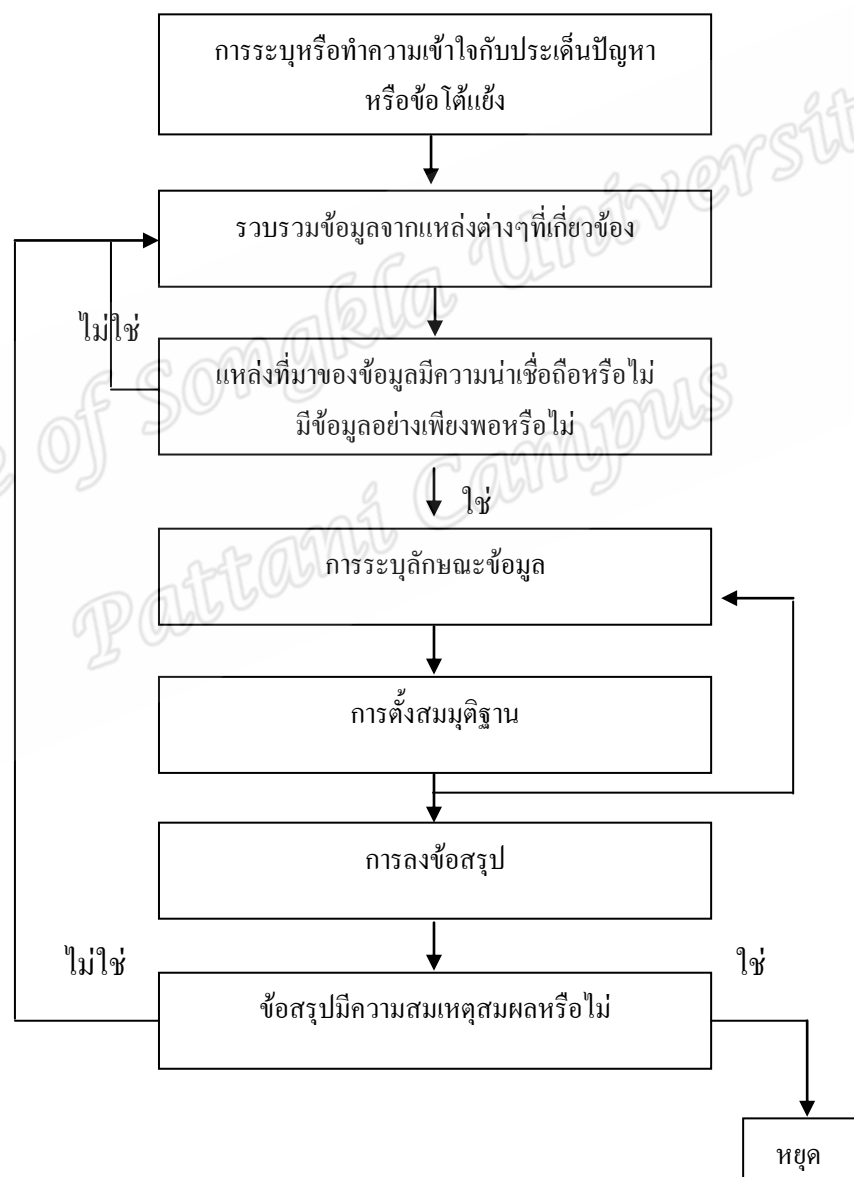 การระบุหรือทำความเข้าใจกับประเด็นปัญหา
หรือข้อโต้แย้ง
รวบรวมข้อมูลจากแหล่งต่างๆที่เกี่ยวข้อง
ไม่ใช่
แหล่งที่มาของข้อมูลมีความน่าเชื่อถือหรือไม่
มีข้อมูลอย่างเพียงพอหรือไม่
ใช่
การระบุลักษณะข้อมูล
การตั้งสมมุติฐาน
การลงข้อสรุป
ไม่ใช่
ใช่
ข้อสรุปมีความสมเหตุสมผลหรือไม่
หยุด
of Songkla Universit
Pattani Campus